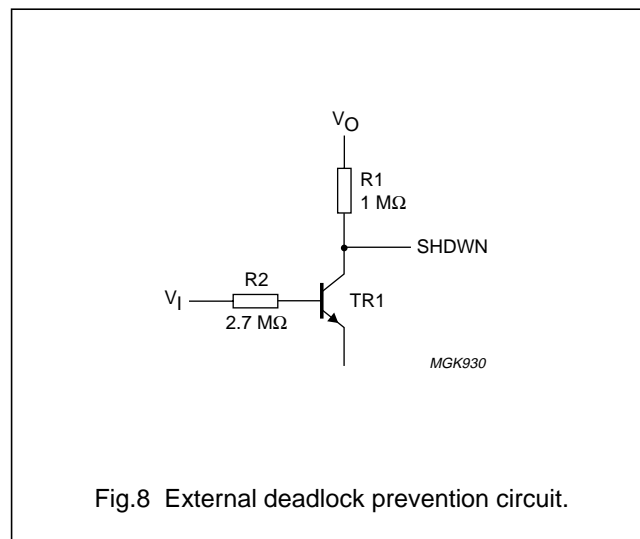 VO
R1
1 MΩ
SHDWN
R2
VI
TR1
2.7 MΩ
MGK930
Fig.8 External deadlock prevention circuit.